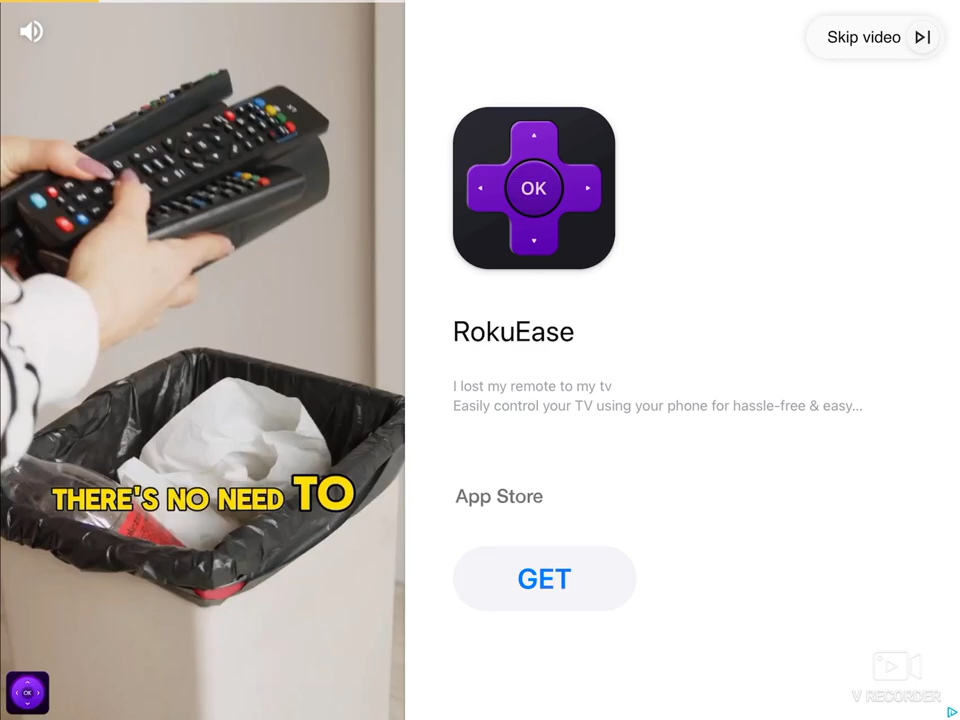 Skip video
OK
RokuEase
I lost my remote to my tv
Easily control your TV using your phone for hassle-free & easy...
THERE'S NO NEED TO
App Store
GET
OK
V RECORDER